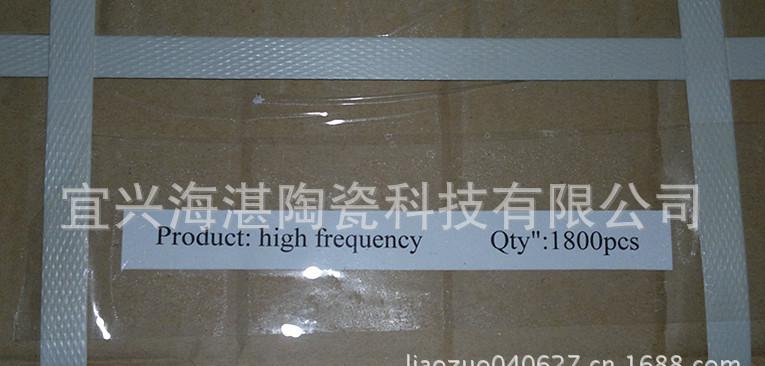 宜兴海湛陶瓷科技有限公司
Product: high frequency Qty":1800pcs
liaozuo040627.cn.1688.com